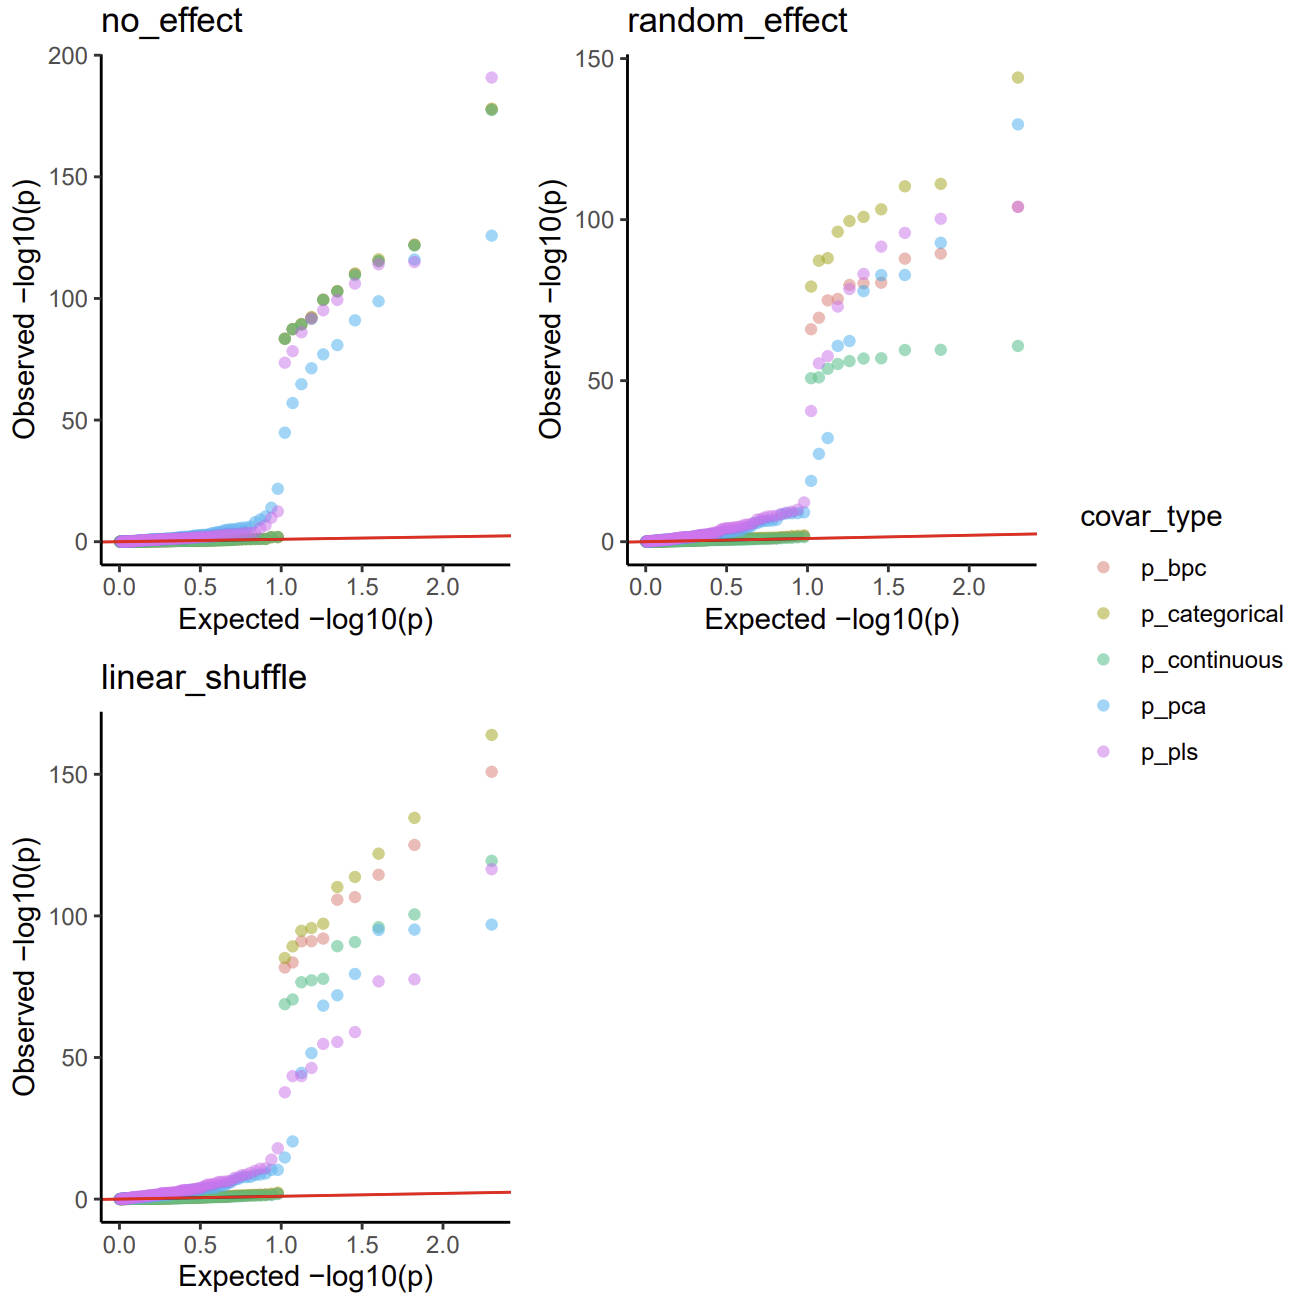 no_effect
200
150
100
50
0
0.0 0.5 1.0 1.5 2.0
Expected −log10(p)
Observed −log10(p)
random_effect
150
100
50
0
0.0 0.5 1.0 1.5 2.0
Expected −log10(p)
Observed −log10(p)
linear_shuffle
150
100
50
0
0.0 0.5 1.0 1.5 2.0
Expected −log10(p)
Observed −log10(p)
covar_type
p_bpc
p_categorical
p_continuous
p_pca
p_pls